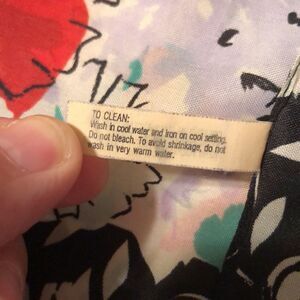 TO CLEAN:
Wash in cool water and iron on cool setting.
Do not bleach. To avoid shrinkage, do not
wash in very warm water.